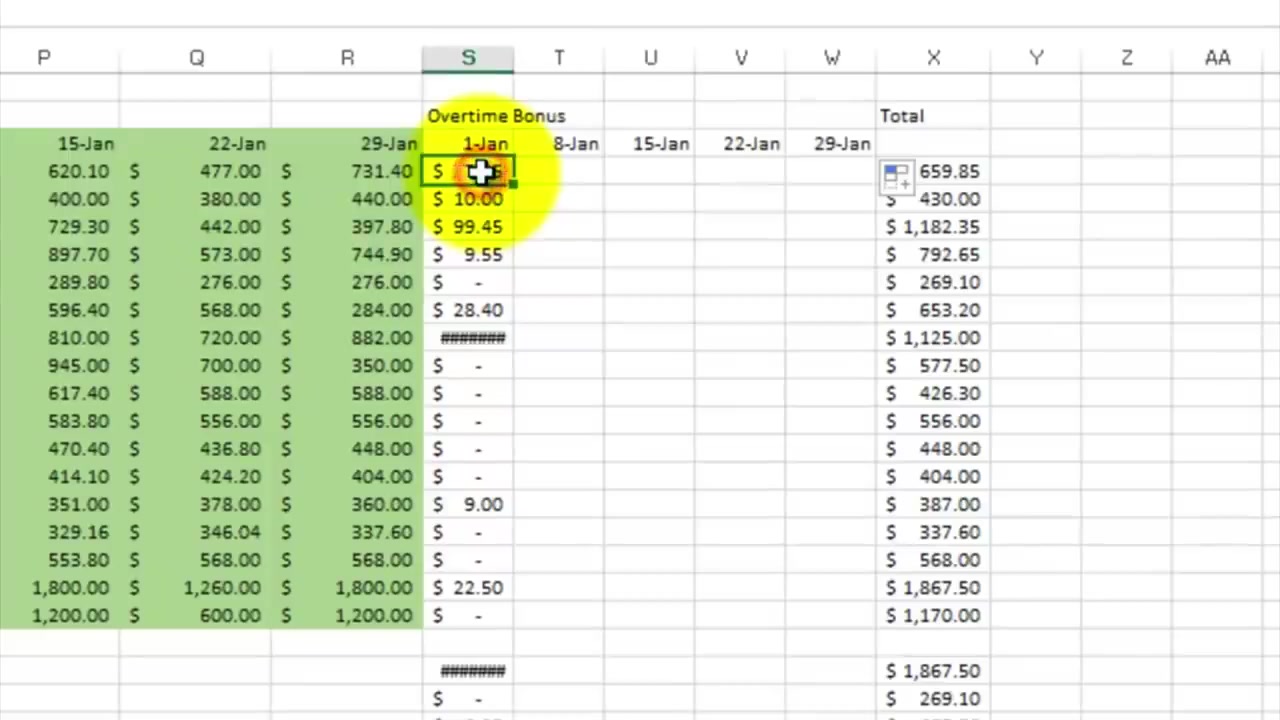 P Q R S T U V W X Y Z AA
Overtime Bonus Total
15-Jan 22-Jan 29-Jan 1-Jan 8-Jan 15-Jan 22-Jan 29-Jan
620.10 $ 477.00 $ 731.40 $ 659.85
400.00 $ 380.00 $ 440.00 $ 10.00 $ 430.00
729.30 $ 442.00 $ 397.80 $ 99.45 $ 1,182.35
897.70 $ 573.00 $ 744.90 $ 9.55 $ 792.65
289.80 $ 276.00 $ 276.00 $ - $ 269.10
596.40 $ 568.00 $ 284.00 $ 28.40 $ 653.20
810.00 $ 720.00 $ 882.00 ####### $ 1,125.00
945.00 $ 700.00 $ 350.00 $ - $ 577.50
617.40 $ 588.00 $ 588.00 $ - $ 426.30
583.80 $ 556.00 $ 556.00 $ - $ 556.00
470.40 $ 436.80 $ 448.00 $ - $ 448.00
414.10 $ 424.20 $ 404.00 $ - $ 404.00
351.00 $ 378.00 $ 360.00 $ 9.00 $ 387.00
329.16 $ 346.04 $ 337.60 $ - $ 337.60
553.80 $ 568.00 $ 568.00 $ - $ 568.00
1,800.00 $ 1,260.00 $ 1,800.00 $ 22.50 $ 1,867.50
1,200.00 $ 600.00 $ 1,200.00 $ - $ 1,170.00
####### $ 1,867.50
$ - $ 269.10